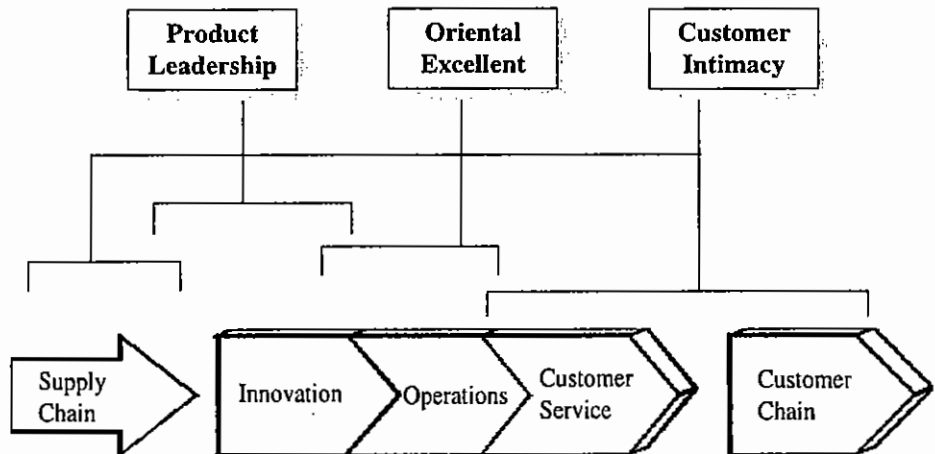 Product
Leadership
Oriental
Excellent
Customer
Intimacy
Supply
Chain
Innovation
Operations
Customer
Service
Customer
Chain